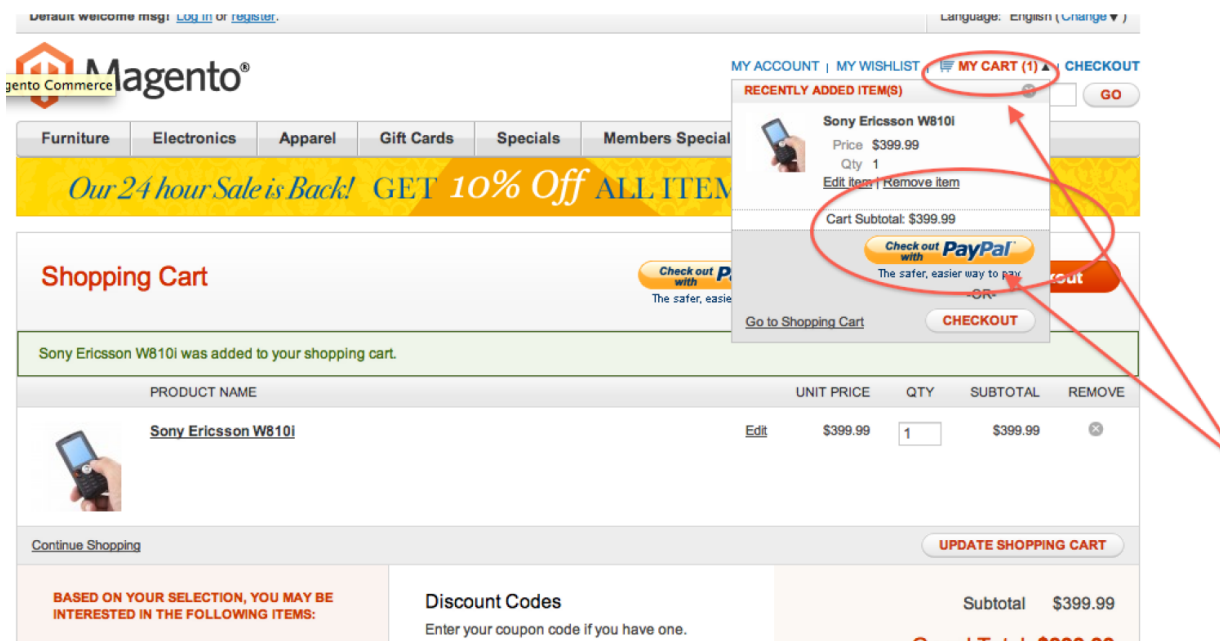 Default welcome msg! Log In or register.
Language: English (Change ▼)
Magento®
gento Commerce
MY ACCOUNT | MY WISHLIST | MY CART (1) ▲ | CHECKOUT
RECENTLY ADDED ITEM(S)
GO
Sony Ericsson W810i
Price $399.99
Qty 1
Edit item | Remove item
Cart Subtotal: $399.99
Check out with PayPal
The safer, easier way to pay
-OR-
Go to Shopping Cart
CHECKOUT
Furniture Electronics Apparel Gift Cards Specials Members Special
Our 24 hour Sale is Back! GET 10% Off ALL ITEM
Shopping Cart
Check out with P
The safer, easie
out
Sony Ericsson W810i was added to your shopping cart.
PRODUCT NAME UNIT PRICE QTY SUBTOTAL REMOVE
Sony Ericsson W810i Edit $399.99 1 $399.99
Continue Shopping
UPDATE SHOPPING CART
BASED ON YOUR SELECTION, YOU MAY BE
INTERESTED IN THE FOLLOWING ITEMS:
Discount Codes
Enter your coupon code if you have one.
Subtotal $399.99